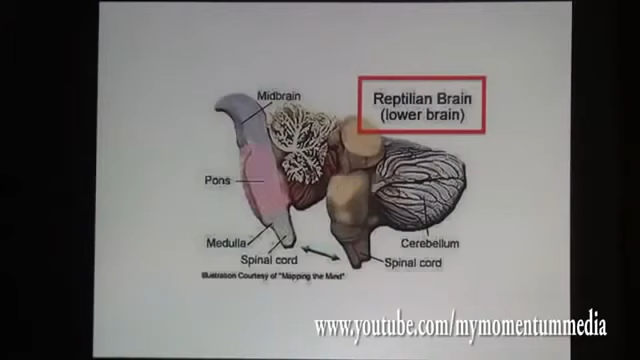 Midbrain
Reptilian Brain
(lower brain)
Pons
Medulla
Spinal cord
Cerebellum
Spinal cord
Illustration Courtesy of "Mapping the Mind"
www.youtube.com/mymomentummedia